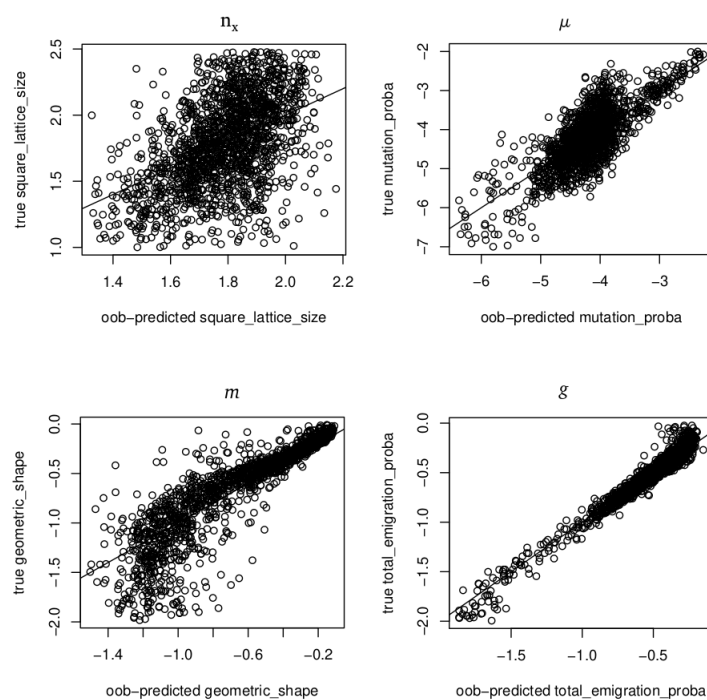 n_x
2.5
2.0
1.5
1.0
true square_lattice_size
1.4 1.6 1.8 2.0 2.2
oob−predicted square_lattice_size
μ
−2
−3
−4
−5
−6
−7
true mutation_proba
−6 −5 −4 −3
oob−predicted mutation_proba
m
0.0
−0.5
−1.0
−1.5
−2.0
true geometric_shape
−1.4 −1.0 −0.6 −0.2
oob−predicted geometric_shape
g
0.0
−0.5
−1.0
−1.5
−2.0
true total_emigration_proba
−1.5 −1.0 −0.5
oob−predicted total_emigration_proba